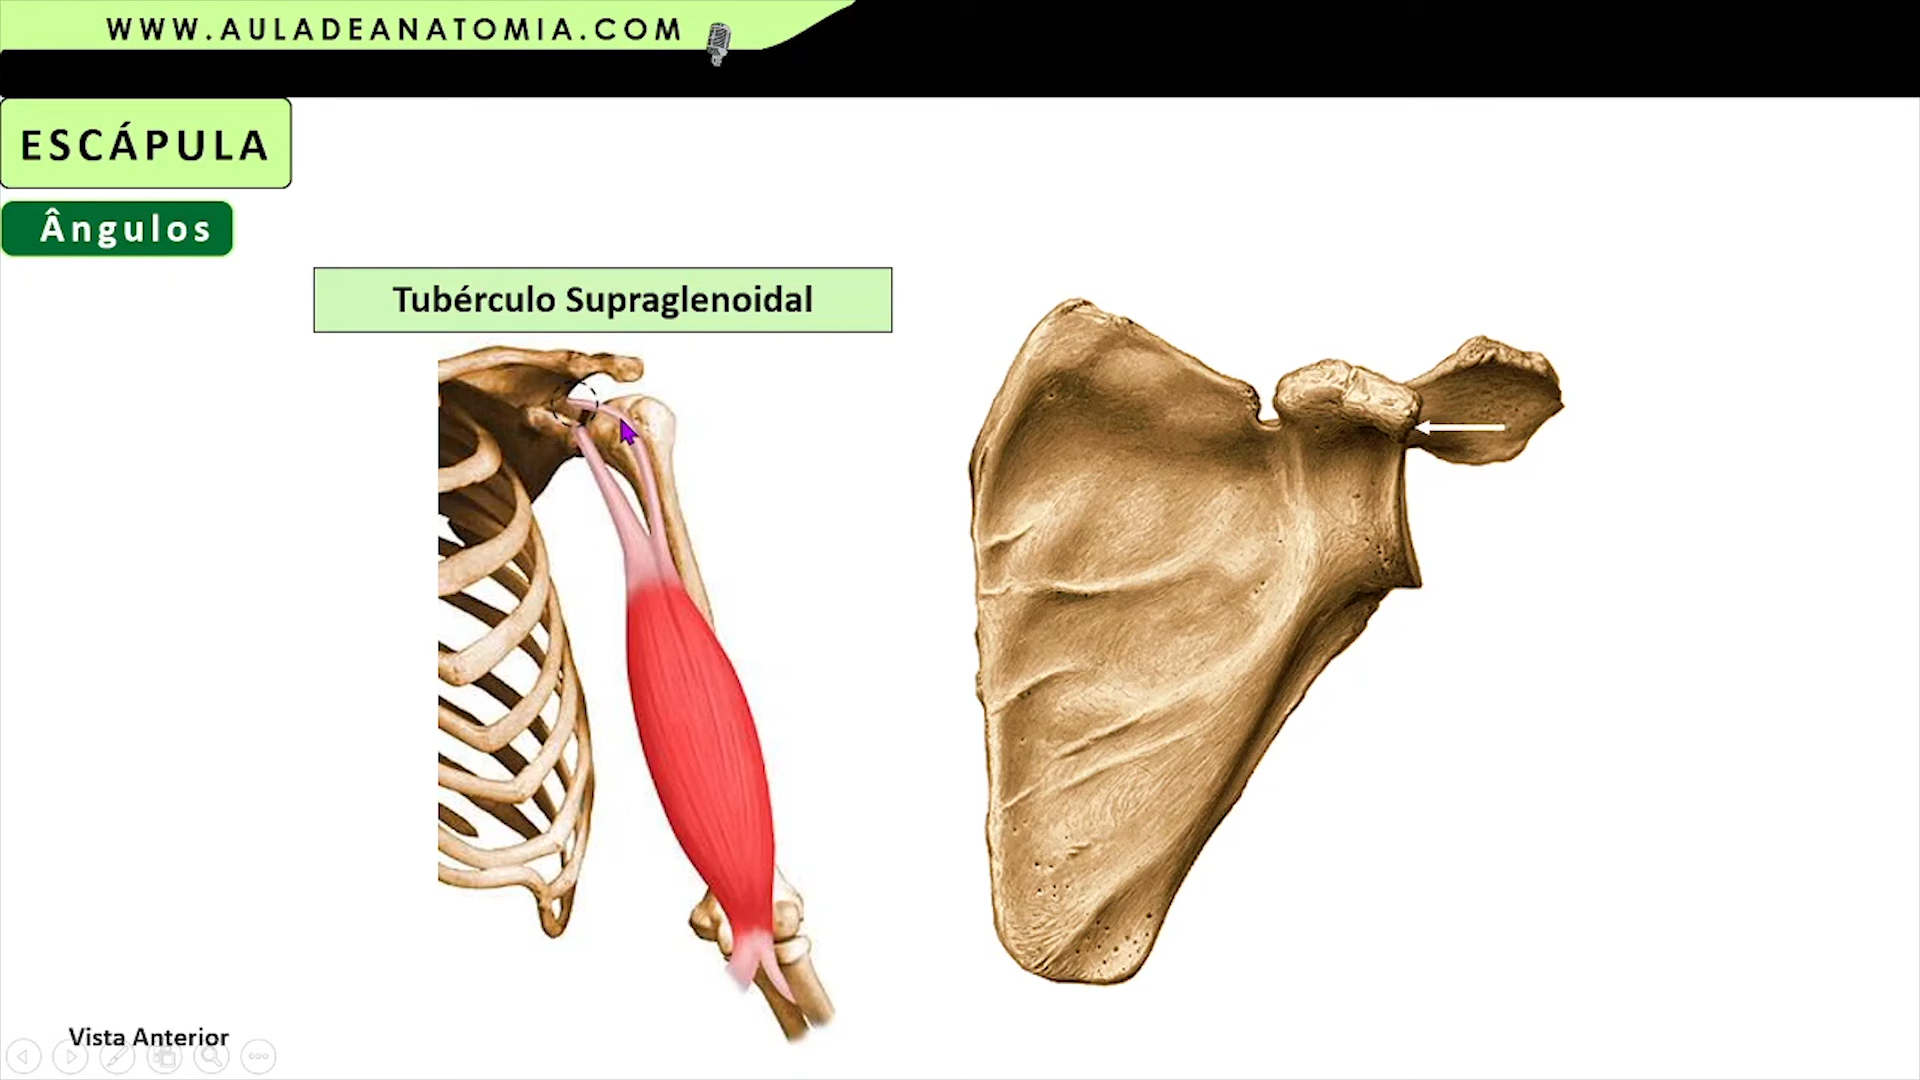 WWW.AULADEANATOMIA.COM
ESCÁPULA
Ângulos
Tubérculo Supraglenoidal
Vista Anterior